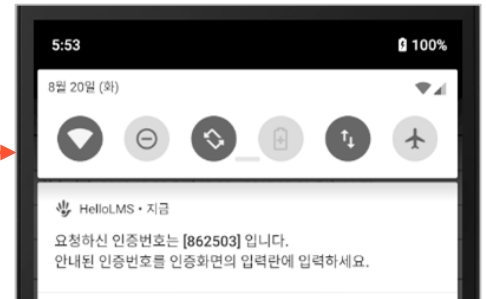 5:53 100%
8월 20일 (화)
HelloLMS • 지금
요청하신 인증번호는 [862503] 입니다.
안내된 인증번호를 인증화면의 입력란에 입력하세요.